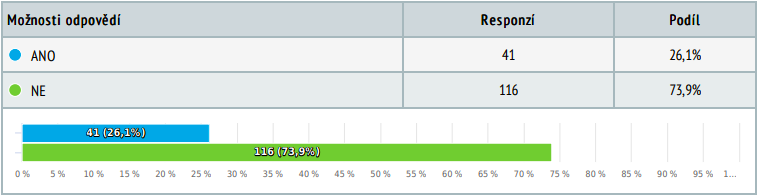 Možnosti odpovědí Responzí Podíl
ANO 41 26,1%
NE 116 73,9%
41 (26,1%)
116 (73,9%)
0 % 5 % 10 % 15 % 20 % 25 % 30 % 35 % 40 % 45 % 50 % 55 % 60 % 65 % 70 % 75 % 80 % 85 % 90 % 95 % 1...